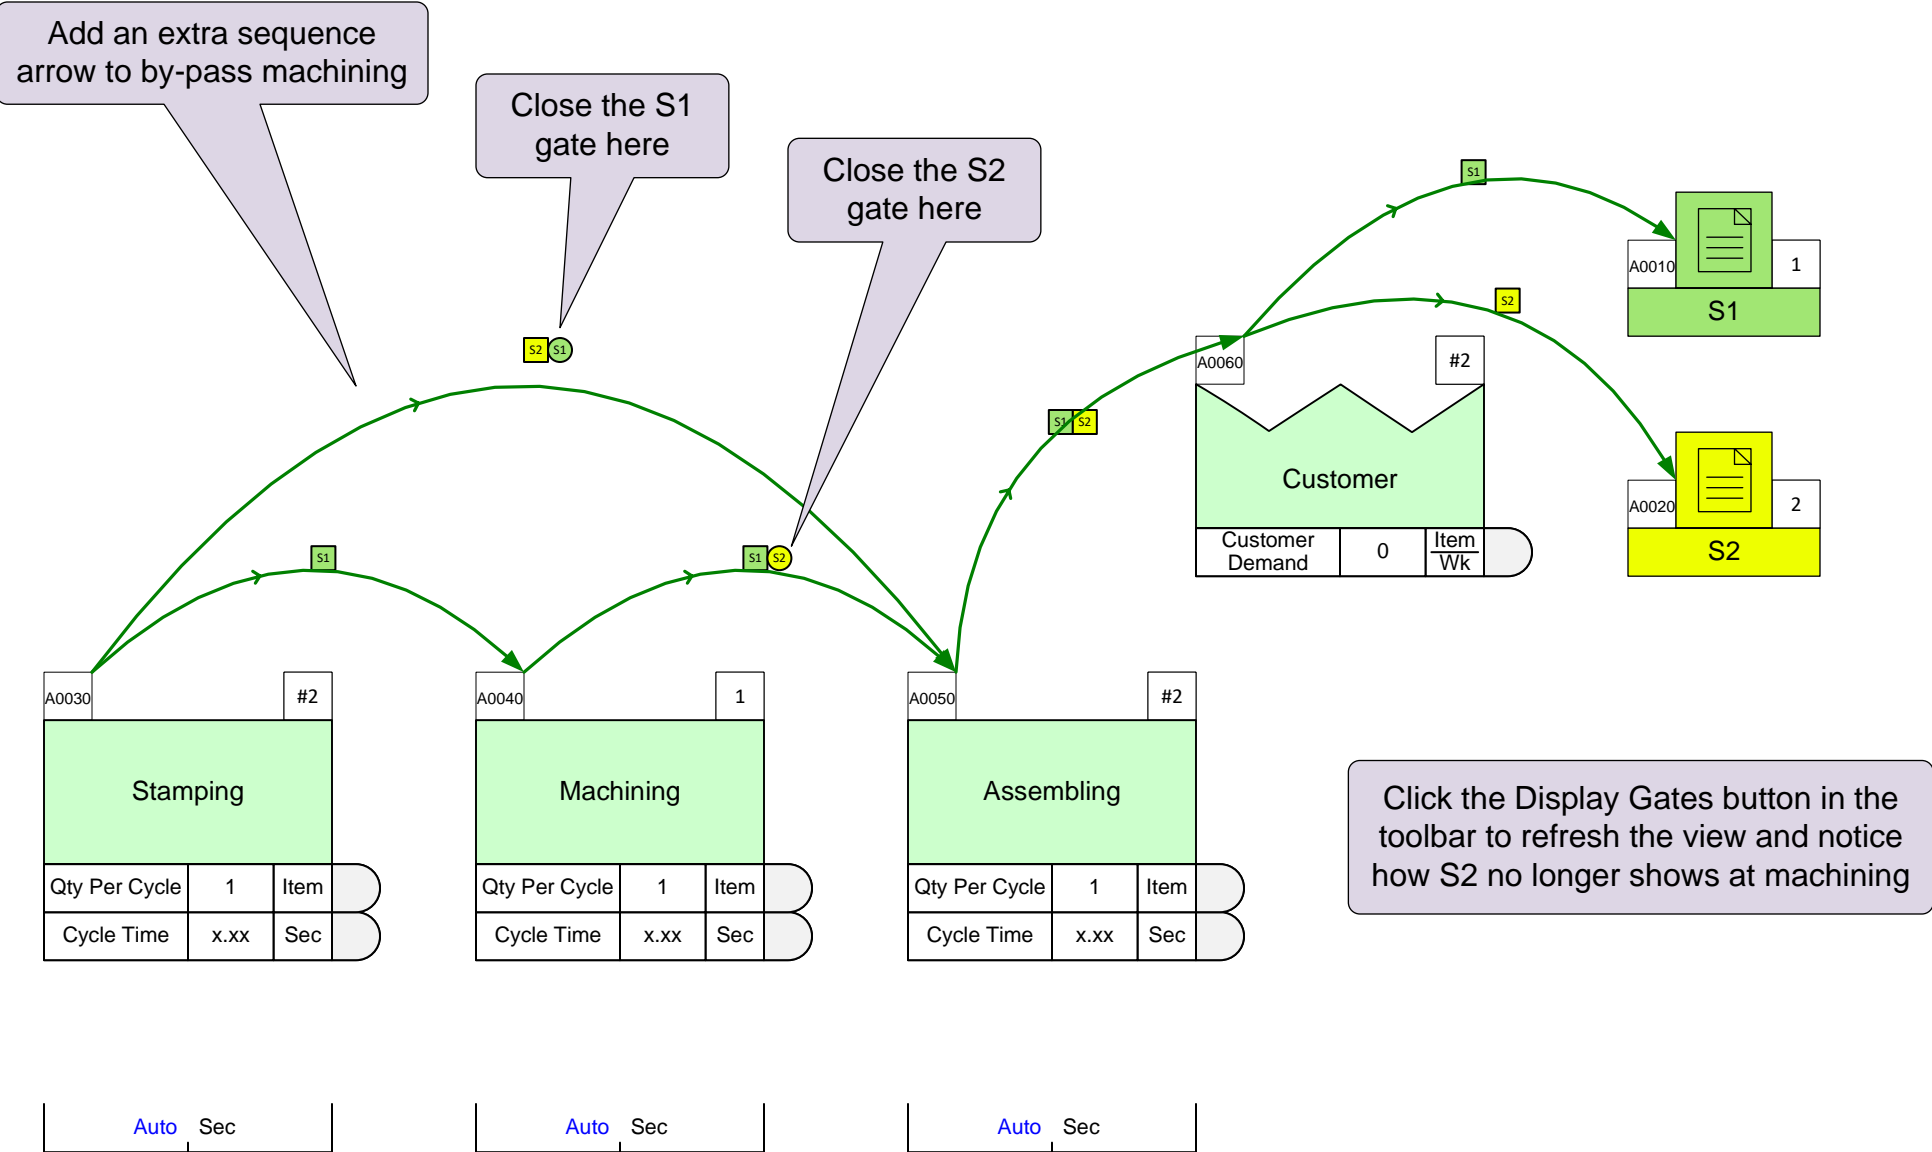 Add an extra sequence
arrow to by-pass machining
Close the S1
gate here
Close the S2
gate here
S1
A0010
1
S1
S2
S2 S1
A0060
#2
S1 S2
Customer
A0020
2
S2
Customer
Demand
0
Item
Wk
S1
S1 S2
A0030
#2
A0040
1
A0050
#2
Stamping
Machining
Assembling
Click the Display Gates button in the
toolbar to refresh the view and notice
how S2 no longer shows at machining
Qty Per Cycle 1 Item
Qty Per Cycle 1 Item
Qty Per Cycle 1 Item
Cycle Time x.xx Sec
Cycle Time x.xx Sec
Cycle Time x.xx Sec
Auto Sec
Auto Sec
Auto Sec